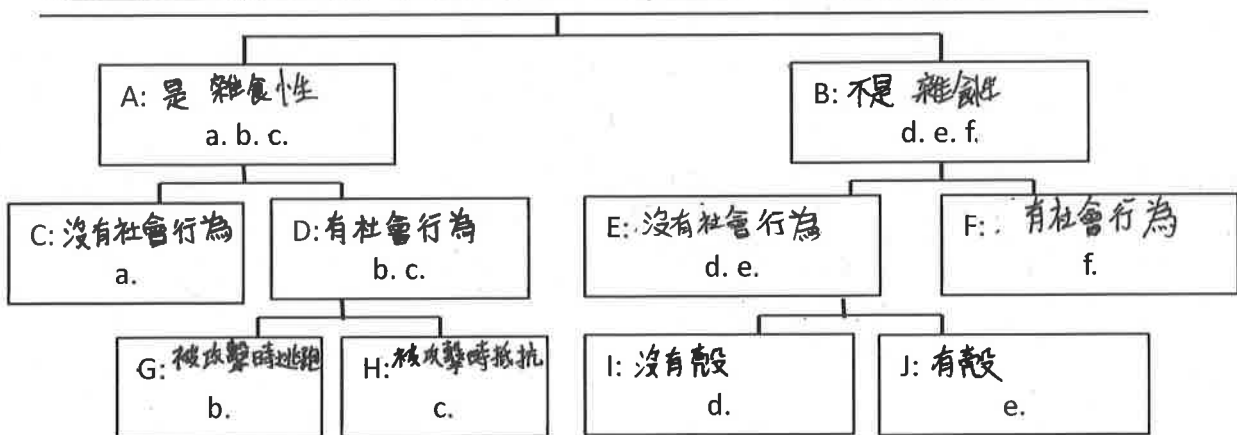 A: 是 雜食性
a. b. c.
B: 不是 雜食性
d. e. f.
C: 沒有社會行為
a.
D: 有社會行為
b. c.
E: 沒有社會行為
d. e.
F: 有社會行為
f.
G: 被攻擊時逃跑
b.
H: 被攻擊時抵抗
c.
I: 沒有殼
d.
J: 有殼
e.